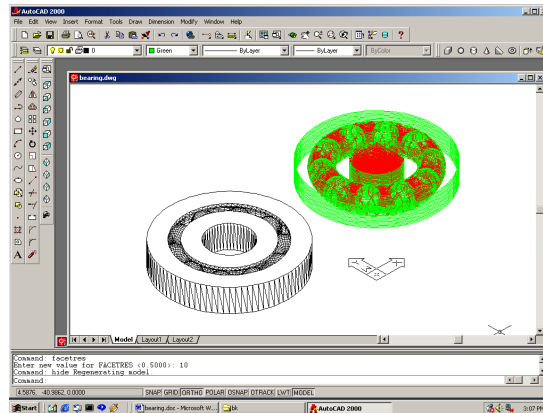 AutoCAD 2000
File Edit View Insert Format Tools Draw Dimension Modify Window Help
0 Green ByLayer ByLayer ByColor
bearing.dwg
Model Layout1 Layout2
Command: facetres
Enter new value for FACETRES <0.5000>: 10
Command: hide Regenerating model.
Command:
4.5876, -40.9862, 0.0000 SNAP GRID ORTHO POLAR OSNAP OTRACK LWT MODEL
Start bearing.doc - Microsoft W... bk AutoCAD 2000 3:07 PM